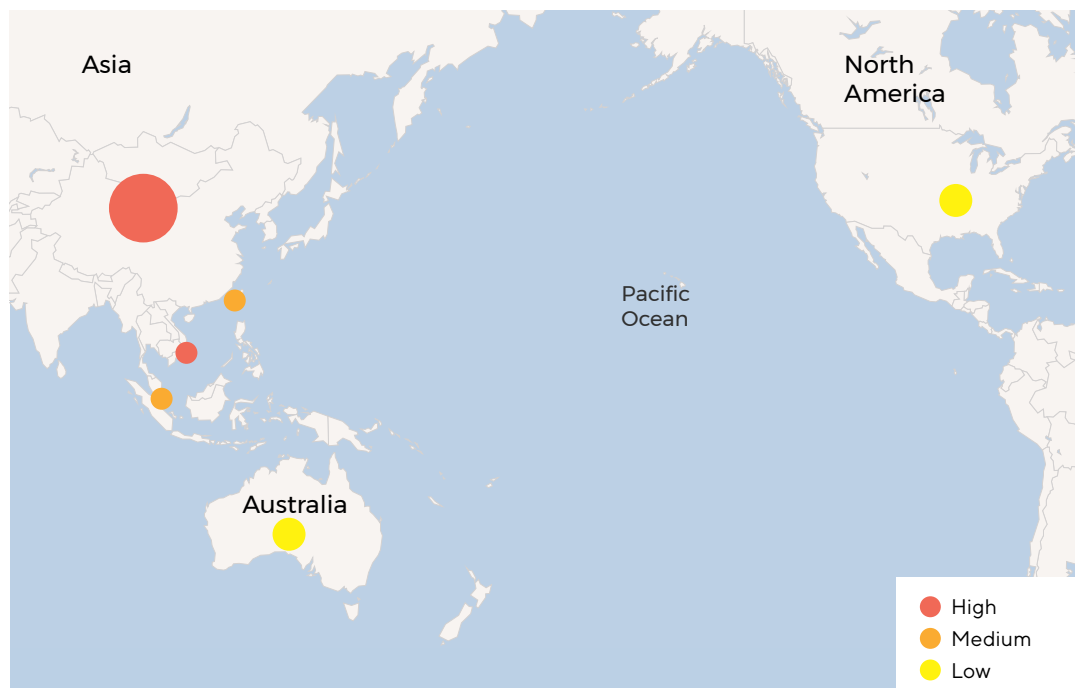 Asia
North
America
Pacific
Ocean
Australia
High
Medium
Low